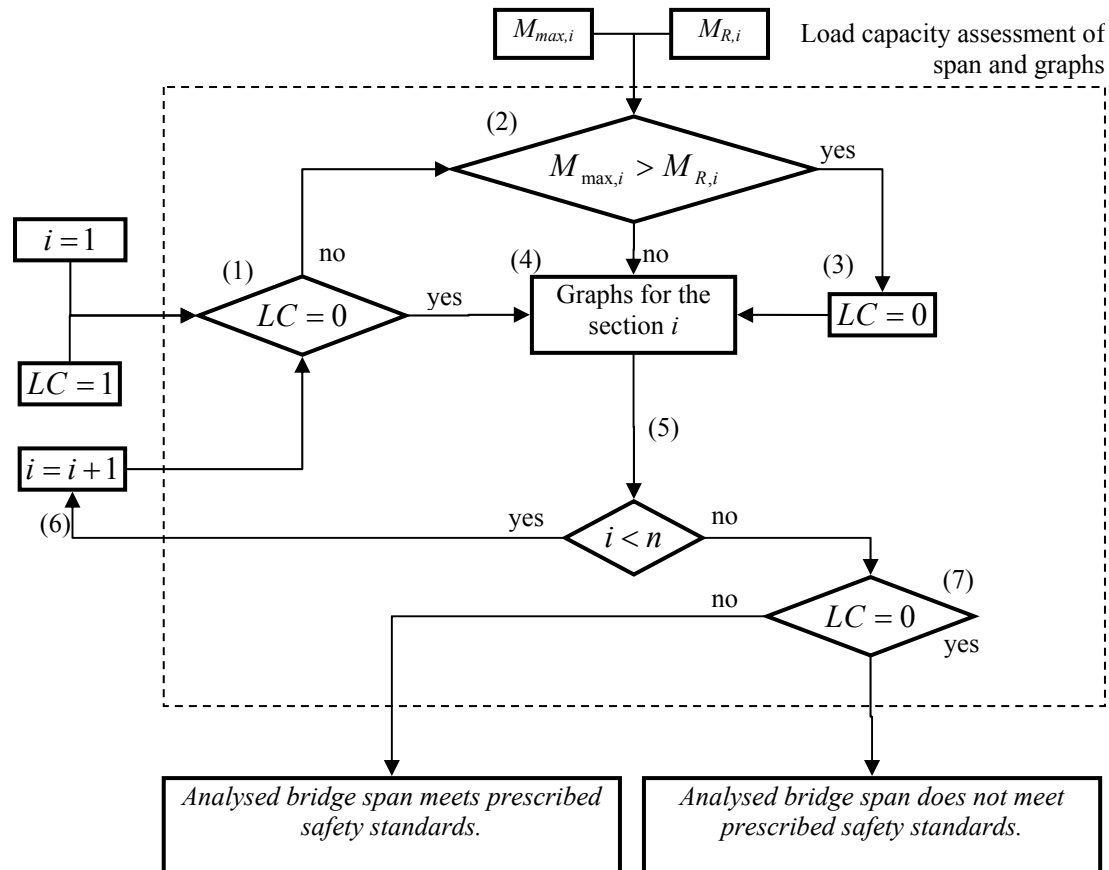 M_max,i
M_R,i
Load capacity assessment of
span and graphs
(2)
M_max,i > M_R,i
yes
i = 1
no
(1)
LC = 0
yes
(4)
no
Graphs for the
section i
(3)
LC = 0
LC = 1
(5)
i = i + 1
(6)
yes
i < n
no
(7)
no
LC = 0
yes
Analysed bridge span meets prescribed
safety standards.
Analysed bridge span does not meet
prescribed safety standards.